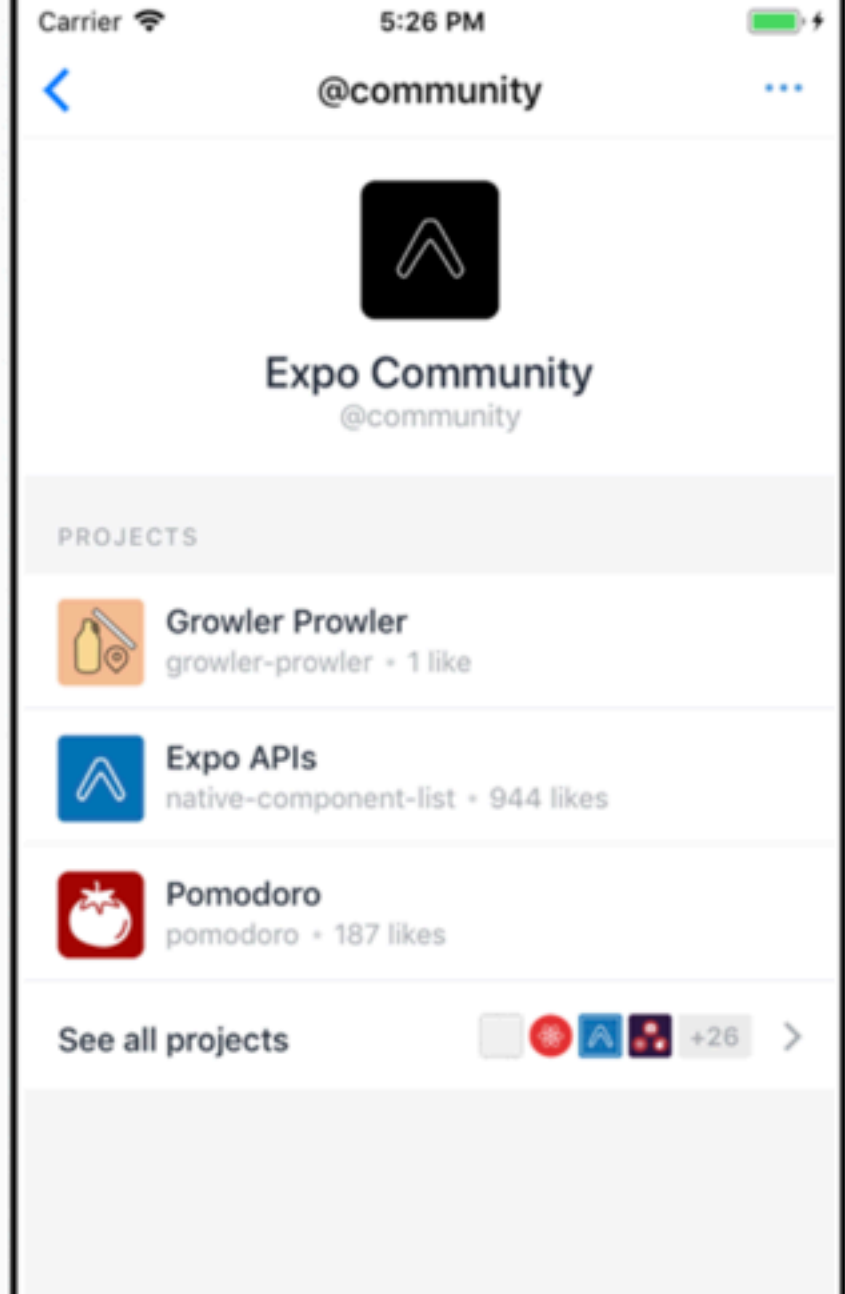 Carrier 5:26 PM
@community
Expo Community
@community
PROJECTS
Growler Prowler
growler-prowler • 1 like
Expo APIs
native-component-list • 944 likes
Pomodoro
pomodoro • 187 likes
See all projects +26